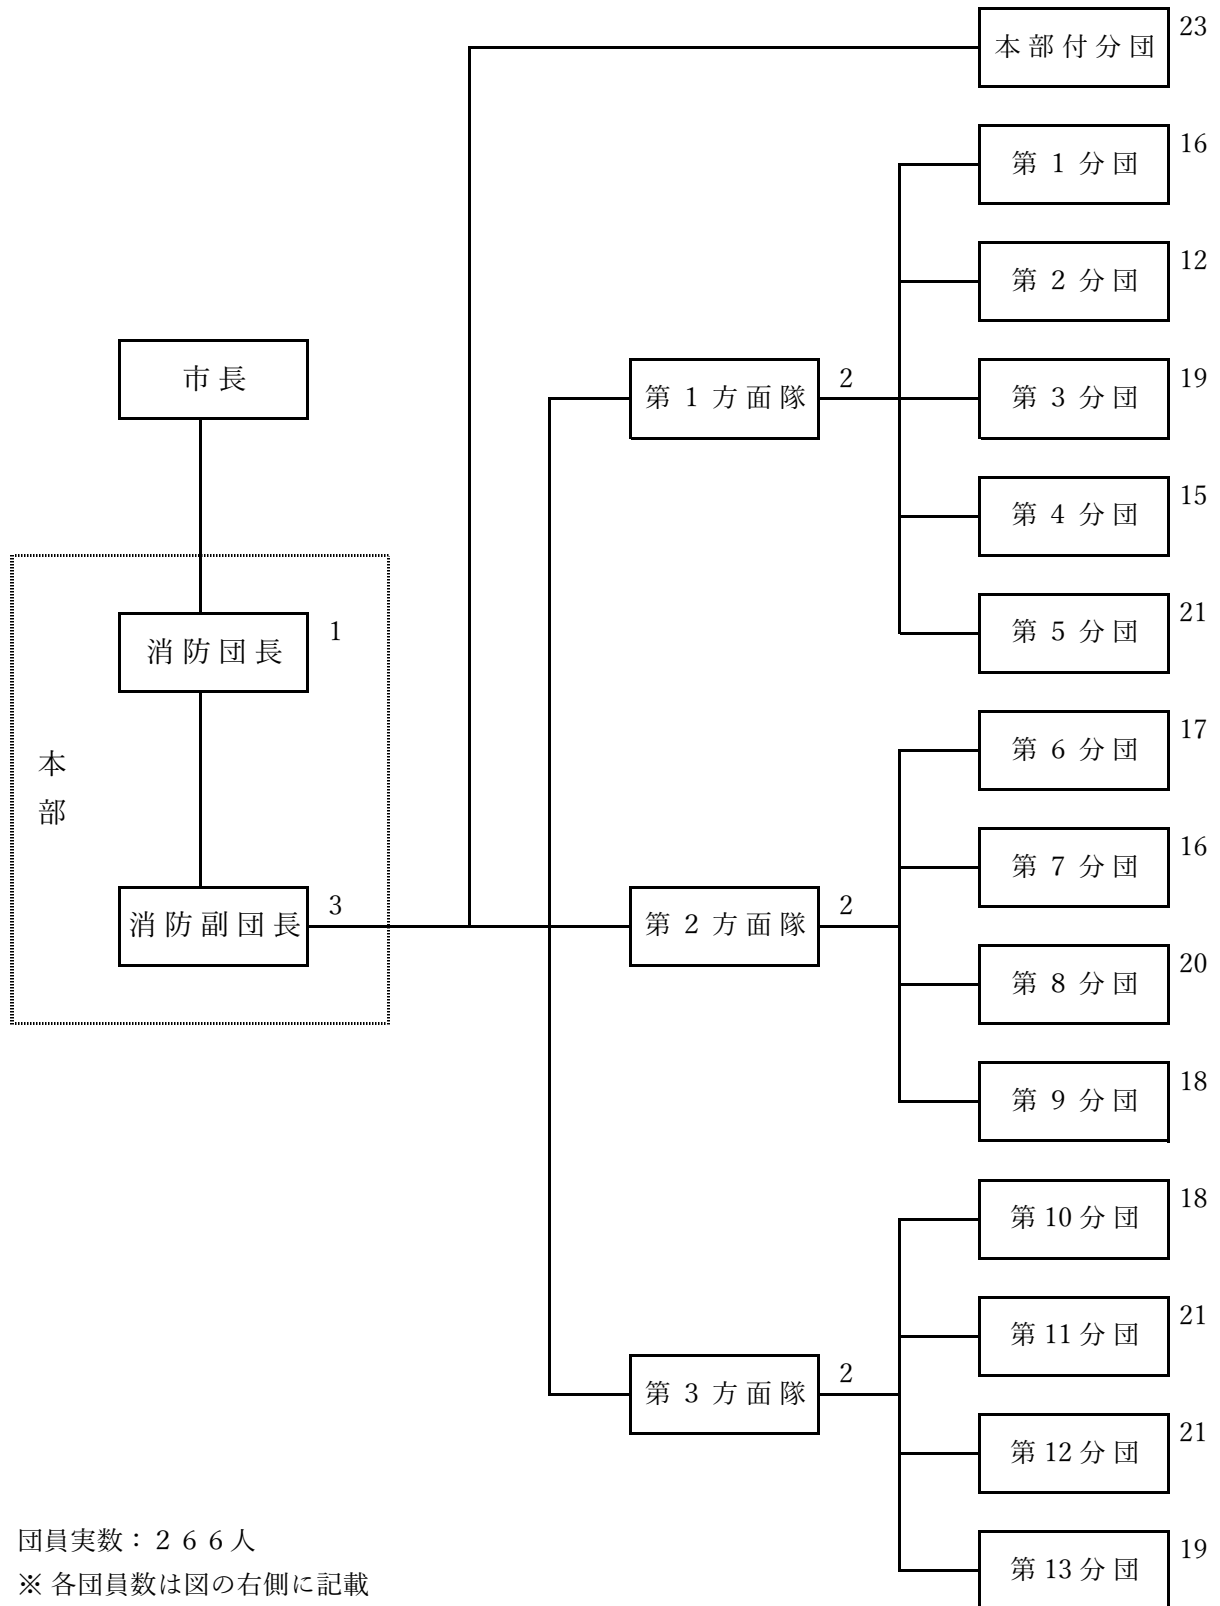 本部付分団
23
第1分団
16
第2分団
12
市長
第1方面隊
2
第3分団
19
第4分団
15
消防団長
1
第5分団
21
本
部
第6分団
17
第7分団
16
消防副団長
3
第2方面隊
2
第8分団
20
第9分団
18
第10分団
18
第11分団
21
第3方面隊
2
第12分団
21
第13分団
19
団員実数：２６６人
※ 各団員数は図の右側に記載